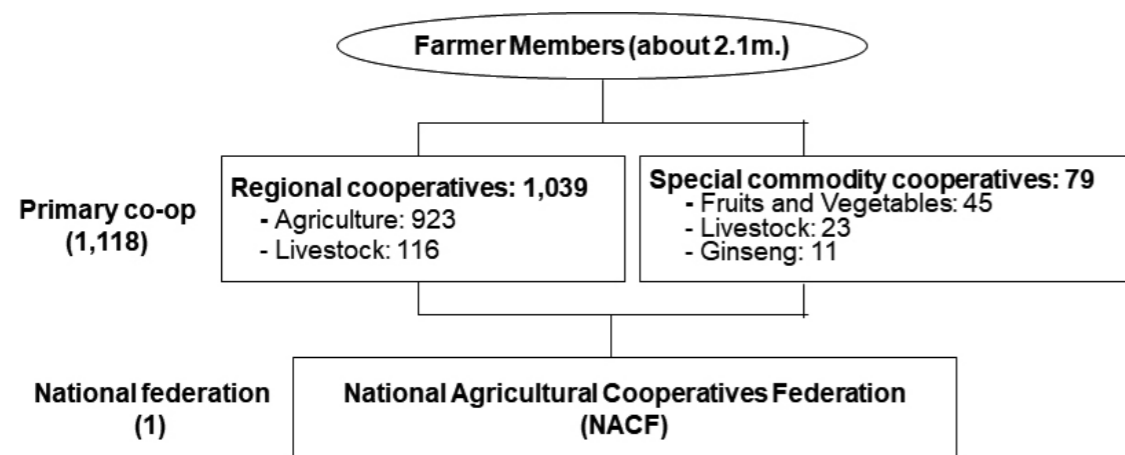 Farmer Members (about 2.1m.)
Primary co-op
(1,118)
Regional cooperatives: 1,039
- Agriculture: 923
- Livestock: 116
Special commodity cooperatives: 79
- Fruits and Vegetables: 45
- Livestock: 23
- Ginseng: 11
National federation
(1)
National Agricultural Cooperatives Federation
(NACF)